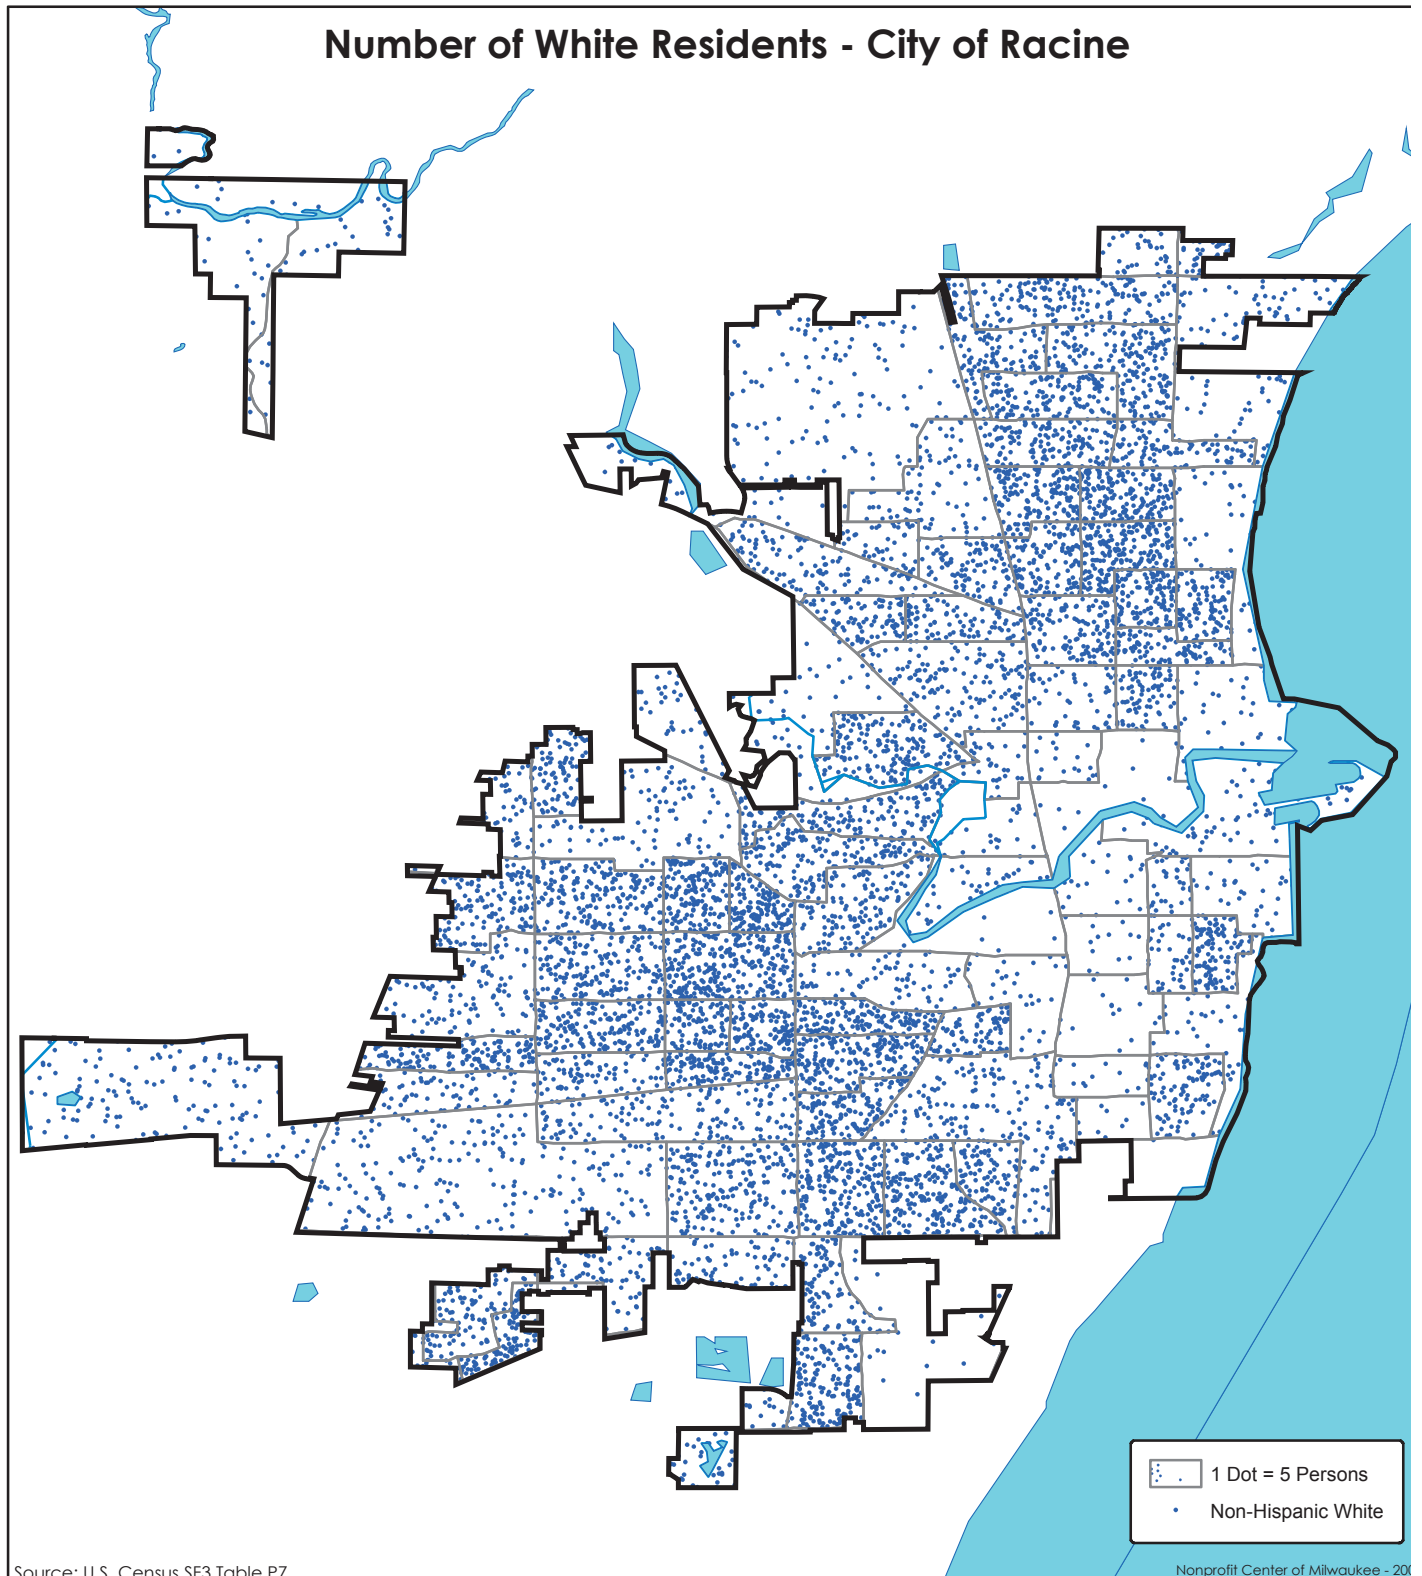 Number of White Residents - City of Racine
1 Dot = 5 Persons
Non-Hispanic White
Source: U.S. Census SF3 Table P7
Nonprofit Center of Milwaukee - 200